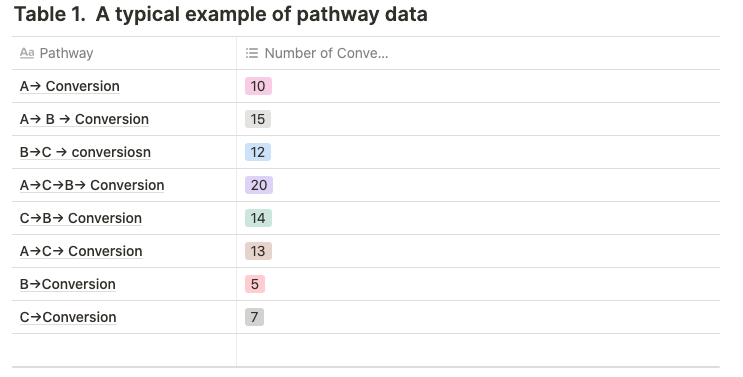 Table 1. A typical example of pathway data
Aa Pathway Number of Conve...
A→ Conversion 10
A→ B → Conversion 15
B→C → conversiosn 12
A→C→B→ Conversion 20
C→B→ Conversion 14
A→C→ Conversion 13
B→Conversion 5
C→Conversion 7